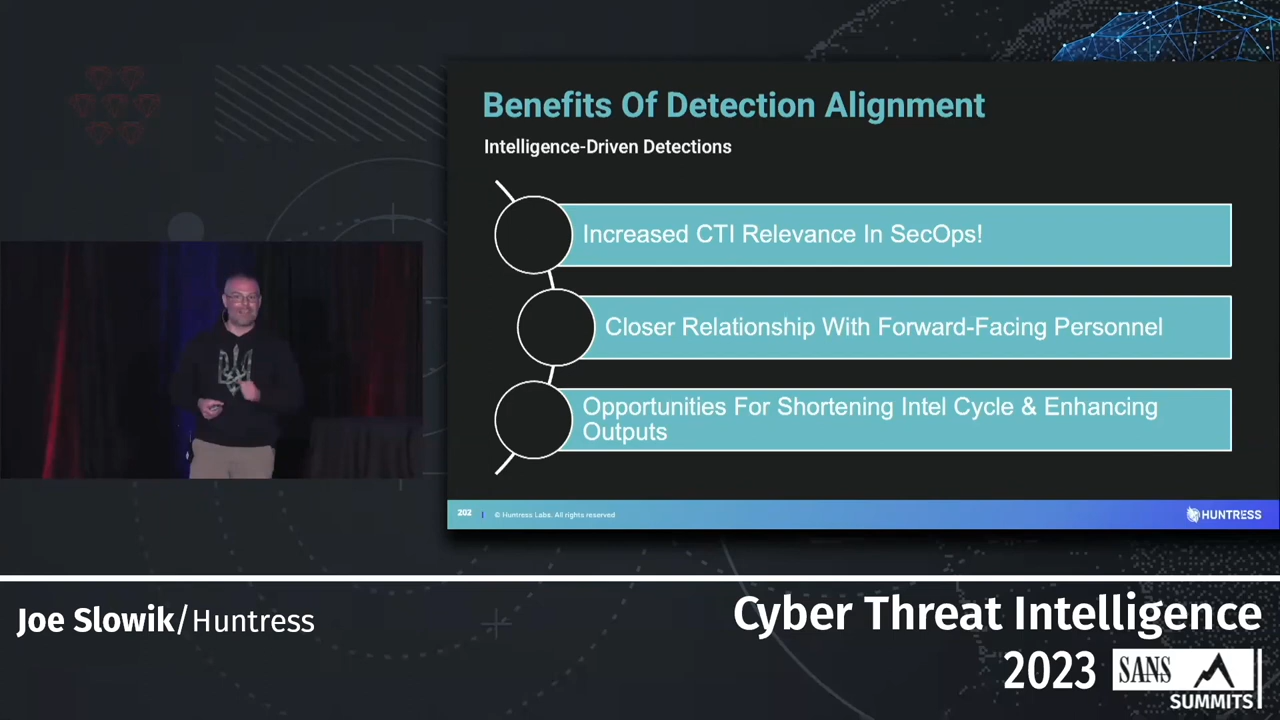 Benefits Of Detection Alignment
Intelligence-Driven Detections
Increased CTI Relevance In SecOps!
Closer Relationship With Forward-Facing Personnel
Opportunities For Shortening Intel Cycle & Enhancing
Outputs
202 | © Huntress Labs. All rights reserved
HUNTRESS
Joe Slowik/Huntress
Cyber Threat Intelligence
2023
SANS
SUMMITS